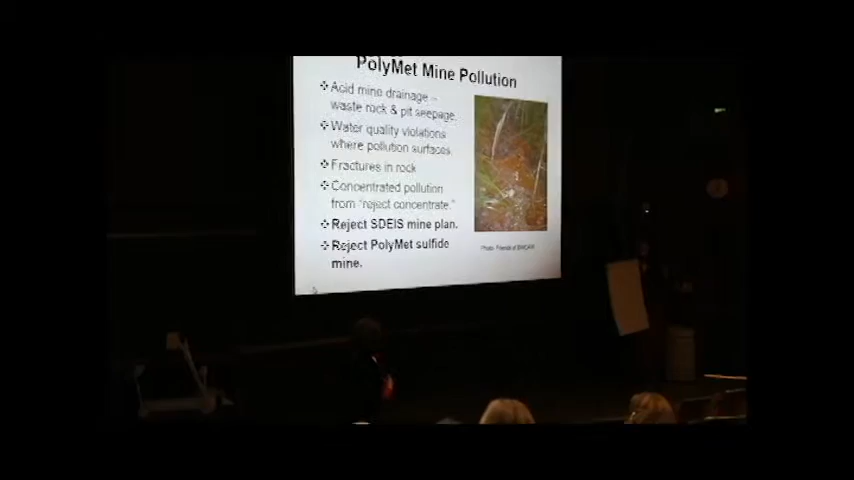 PolyMet Mine Pollution
Acid mine drainage –
waste rock & pit seepage.
Water quality violations
where pollution surfaces.
Fractures in rock
Concentrated pollution
from "reject concentrate."
Reject SDEIS mine plan.
Reject PolyMet sulfide
mine.
Photo: